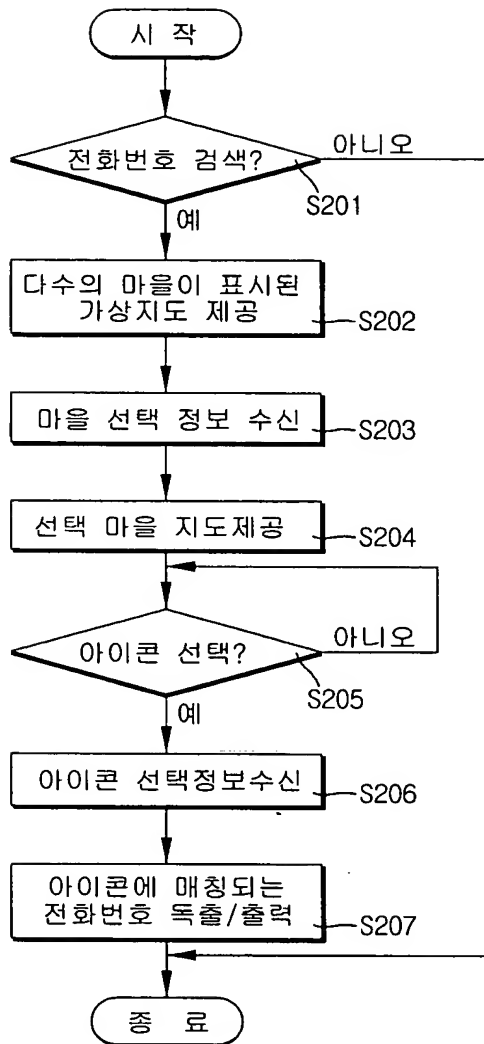 시 작
전화번호 검색?
아니오
S201
예
다수의 마을이 표시된
가상지도 제공
S202
마을 선택 정보 수신
S203
선택 마을 지도제공
S204
아이콘 선택?
아니오
S205
예
아이콘 선택정보수신
S206
아이콘에 매칭되는
전화번호 독출/출력
S207
종 료